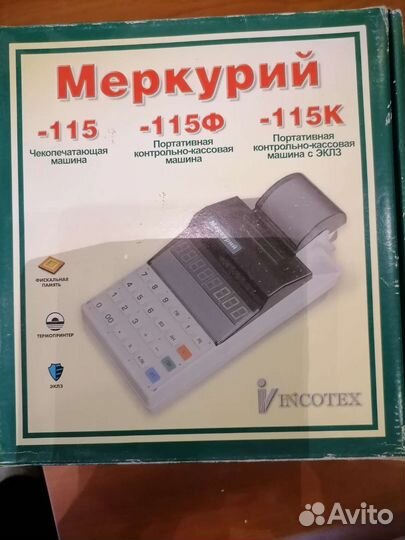 Меркурий
-115
Чекопечатающая
машина
-115Ф
Портативная
контрольно-кассовая
машина
-115К
Портативная
контрольно-кассовая
машина с ЭКЛЗ
ФИСКАЛЬНАЯ
ПАМЯТЬ
ТЕРМОПРИНТЕР
ЭКЛЗ
Меркурий
INCOTEX
Avito